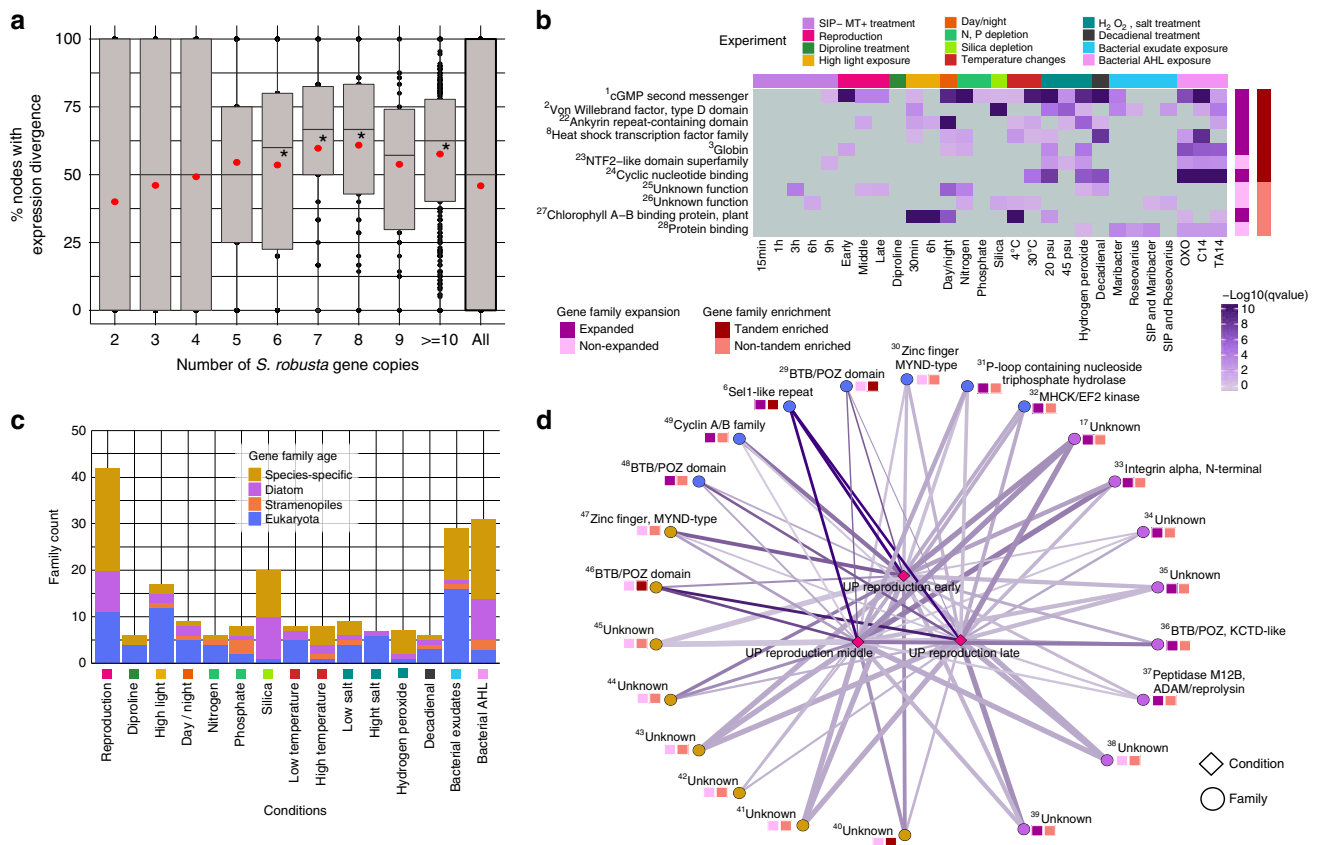 a
% nodes with
expression divergence
100
75
50
25
0
*
*
*
*
2 3 4 5 6 7 8 9 >=10 All
Number of S. robusta gene copies
b
Experiment
SIP− MT+ treatment
Reproduction
Diproline treatment
High light exposure
Day/night
N, P depletion
Silica depletion
Temperature changes
H2 O2 , salt treatment
Decadienal treatment
Bacterial exudate exposure
Bacterial AHL exposure
1cGMP second messenger
2Von Willebrand factor, type D domain
22Ankyrin repeat-containing domain
8Heat shock transcription factor family
3Globin
23NTF2−like domain superfamily
24Cyclic nucleotide binding
25Unknown function
26Unknown function
27Chlorophyll A−B binding protein, plant
28Protein binding
15min
1h
3h
6h
9h
Early
Middle
Late
Diproline
30min
6h
Day/night
Nitrogen
Phosphate
Silica
4°C
30°C
20 psu
45 psu
Hydrogen peroxide
Decadienal
Maribacter
Roseovarius
SIP and Maribacter
SIP and Roseovarius
OXO
C14
TA14
Gene family expansion
Expanded
Non-expanded
Gene family enrichment
Tandem enriched
Non-tandem enriched
−Log10(qvalue)
10
8
6
4
2
0
c
Family count
50
40
30
20
10
0
Gene family age
Species-specific
Diatom
Stramenopiles
Eukaryota
Reproduction
Diproline
High light
Day / night
Nitrogen
Phosphate
Silica
Low temperature
High temperature
Low salt
Hight salt
Hydrogen peroxide
Decadienal
Bacterial exudates
Bacterial AHL
Conditions
d
30Zinc finger
MYND-type
29BTB/POZ domain
31P-loop containing nucleoside
triphosphate hydrolase
6Sel1-like repeat
32MHCK/EF2 kinase
49Cyclin A/B family
17Unknown
48BTB/POZ domain
33Integrin alpha, N-terminal
47Zinc finger, MYND-type
34Unknown
46BTB/POZ domain
35Unknown
UP reproduction early
45Unknown
36BTB/POZ, KCTD-like
UP reproduction middle
UP reproduction late
44Unknown
37Peptidase M12B,
ADAM/reprolysin
43Unknown
38Unknown
42Unknown
41Unknown
40Unknown
39Unknown
Condition
Family